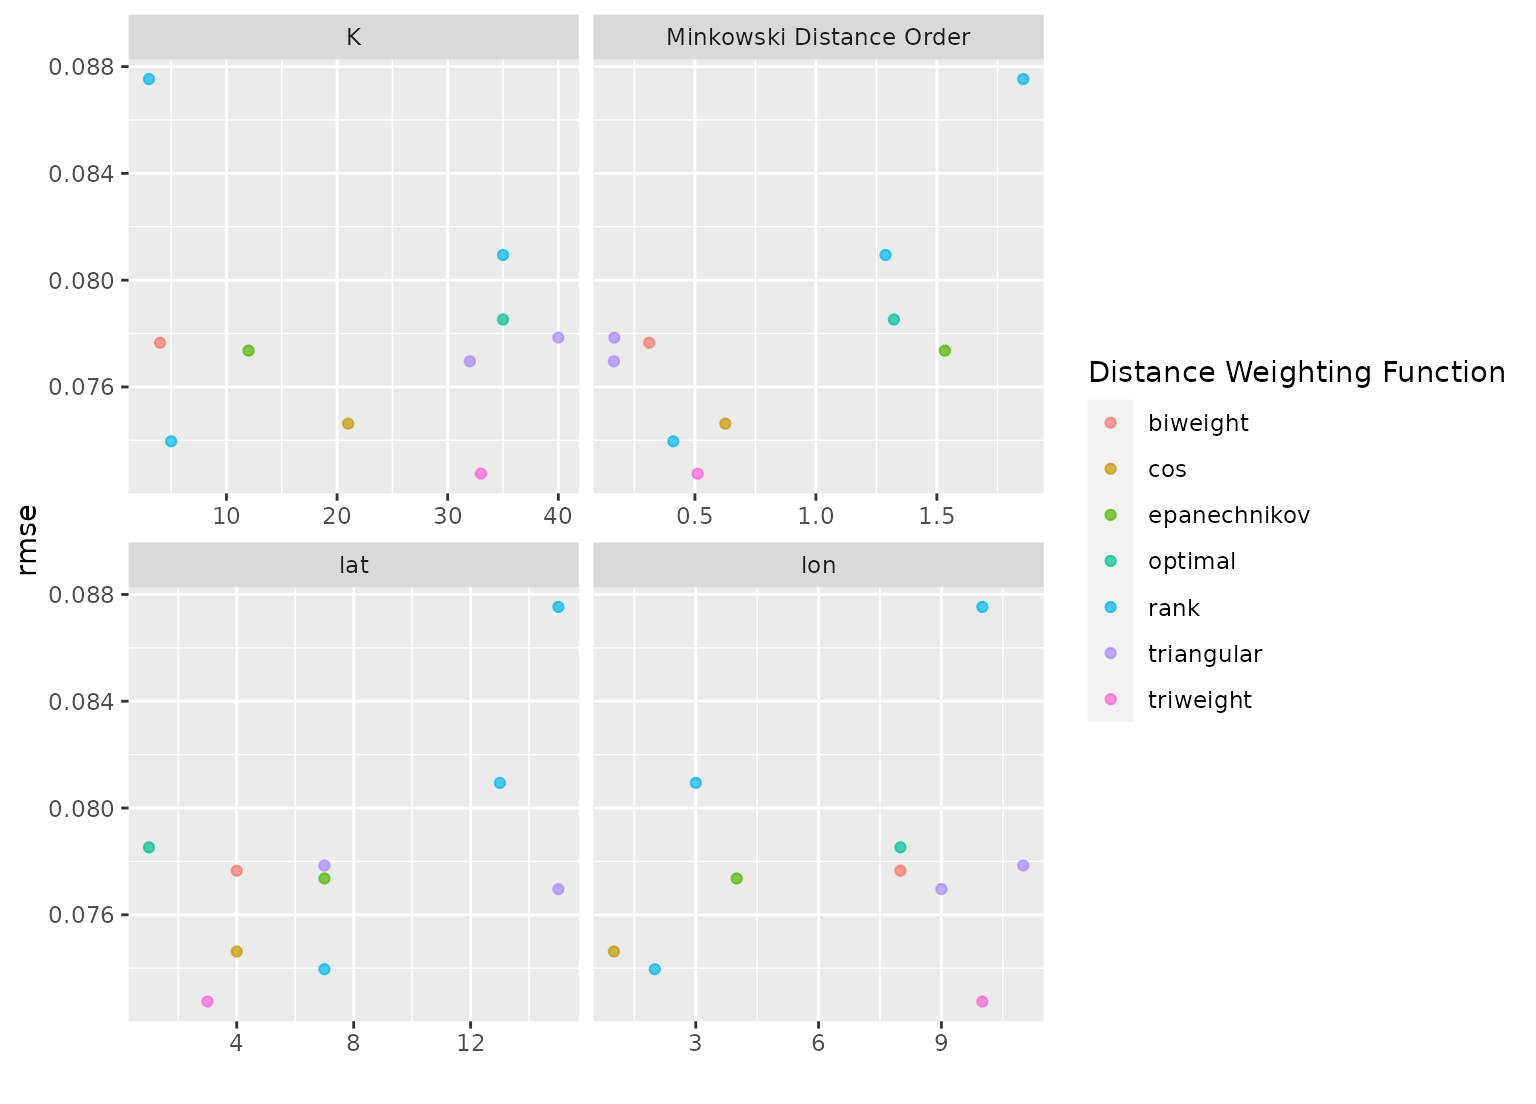 K
Minkowski Distance Order
0.088
0.084
0.080
0.076
10 20 30 40
0.5 1.0 1.5
rmse
lat
lon
0.088
0.084
0.080
0.076
4 8 12
3 6 9
Distance Weighting Function
biweight
cos
epanechnikov
optimal
rank
triangular
triweight